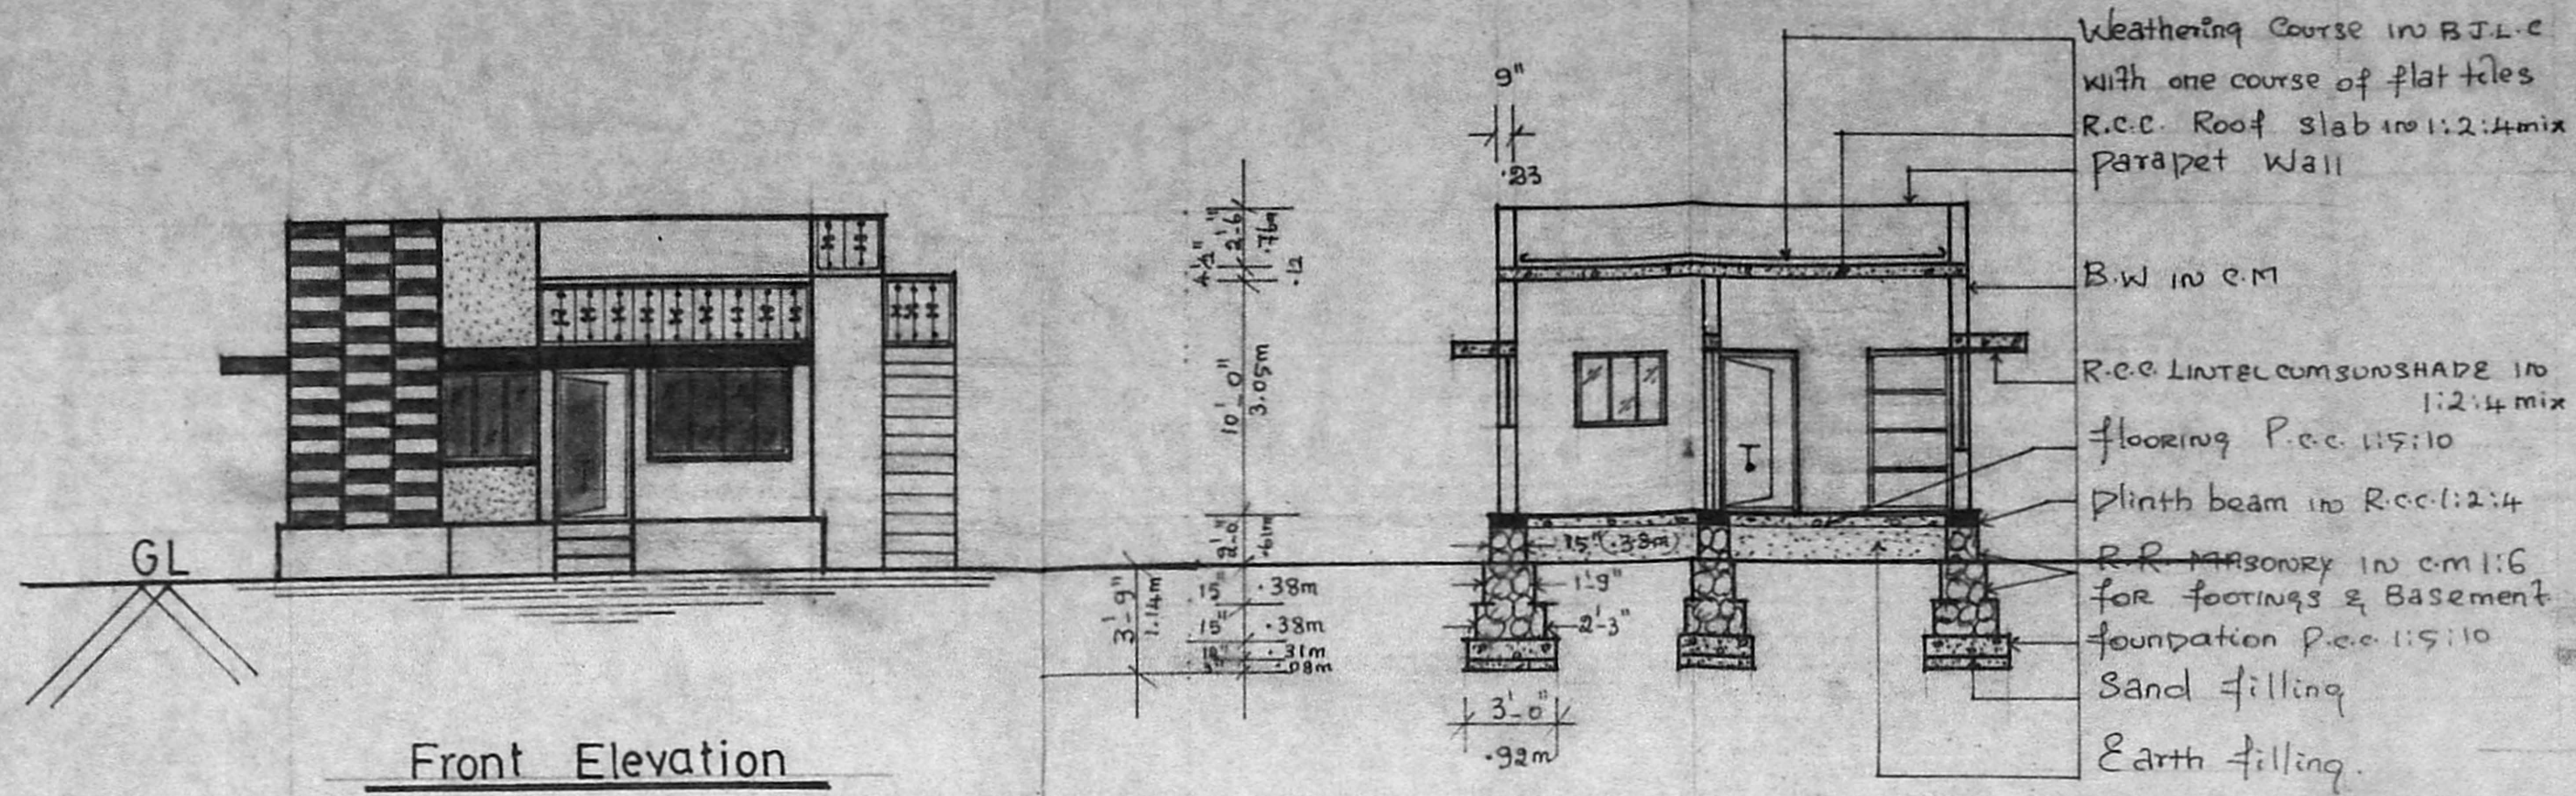 GL
Front Elevation
4½"
2'-6"
.76m
.12
10'-0"
3.05m
2'-0"
.61m
3'-9"
1.14m
15" .38m
15" .38m
.31m
3" .08m
9"
.23
15" (.38m)
1'-9"
2'-3"
3'-0"
.92m
Weathering Course in B J.L.C
with one course of flat tiles
R.C.C. Roof slab in 1:2:4 mix
parapet Wall
B.W IN C.M
R.C.C. LINTEL CUM SUNSHADE IN
1:2:4 mix
flooring P.C.C. 1:5:10
plinth beam in R.C.C. 1:2:4
R.R. MASONRY IN C.M 1:6
for footings & Basement
foundation P.C.C. 1:5:10
Sand filling
Earth filling.